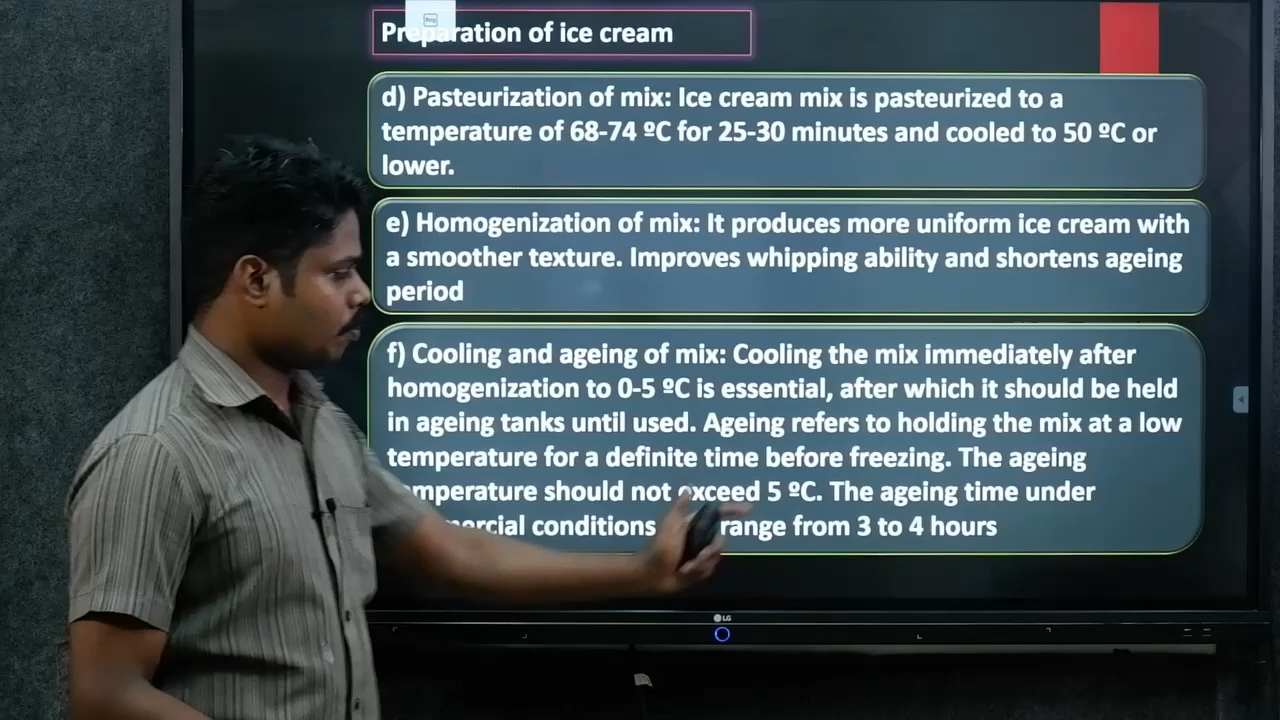 Preparation of ice cream
d) Pasteurization of mix: Ice cream mix is pasteurized to a
temperature of 68-74 ºC for 25-30 minutes and cooled to 50 ºC or
lower.
e) Homogenization of mix: It produces more uniform ice cream with
a smoother texture. Improves whipping ability and shortens ageing
period
f) Cooling and ageing of mix: Cooling the mix immediately after
homogenization to 0-5 ºC is essential, after which it should be held
in ageing tanks until used. Ageing refers to holding the mix at a low
temperature for a definite time before freezing. The ageing
should not exceed 5 ºC. The ageing time under
conditions range from 3 to 4 hours
LG